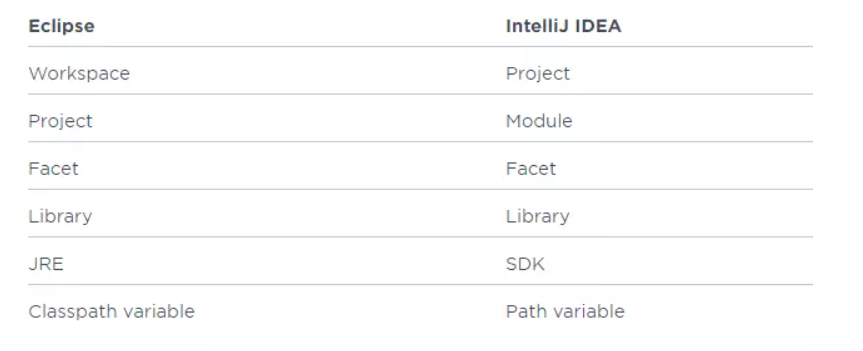 Eclipse IntelliJ IDEA
Workspace Project
Project Module
Facet Facet
Library Library
JRE SDK
Classpath variable Path variable